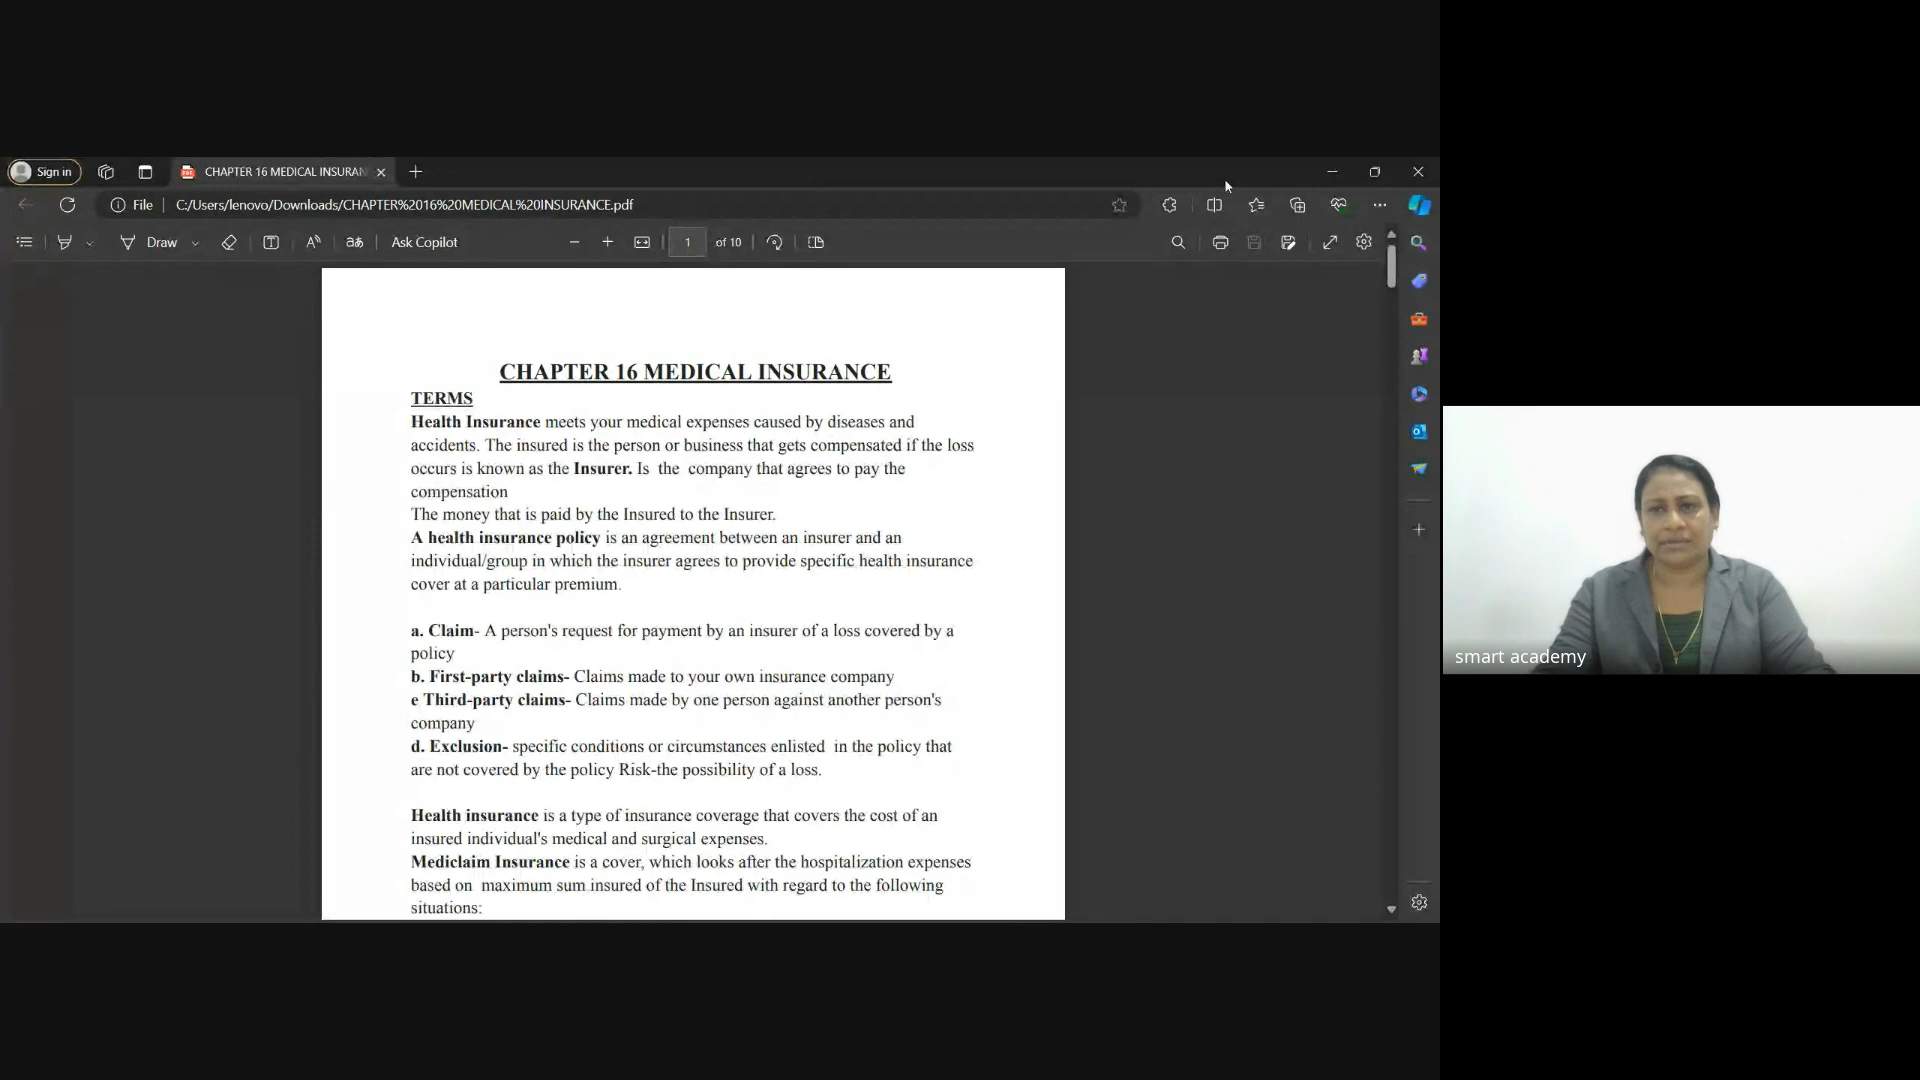 Sign in
CHAPTER 16 MEDICAL INSURAN
File
C:/Users/lenovo/Downloads/CHAPTER%2016%20MEDICAL%20INSURANCE.pdf
Draw
aあ
Ask Copilot
1
of 10
CHAPTER 16 MEDICAL INSURANCE
TERMS
Health Insurance meets your medical expenses caused by diseases and
accidents. The insured is the person or business that gets compensated if the loss
occurs is known as the Insurer. Is the company that agrees to pay the
compensation
The money that is paid by the Insured to the Insurer.
A health insurance policy is an agreement between an insurer and an
individual/group in which the insurer agrees to provide specific health insurance
cover at a particular premium.
a. Claim- A person's request for payment by an insurer of a loss covered by a
policy
b. First-party claims- Claims made to your own insurance company
e Third-party claims- Claims made by one person against another person's
company
d. Exclusion- specific conditions or circumstances enlisted in the policy that
are not covered by the policy Risk-the possibility of a loss.
Health insurance is a type of insurance coverage that covers the cost of an
insured individual's medical and surgical expenses.
Mediclaim Insurance is a cover, which looks after the hospitalization expenses
based on maximum sum insured of the Insured with regard to the following
situations:
smart academy